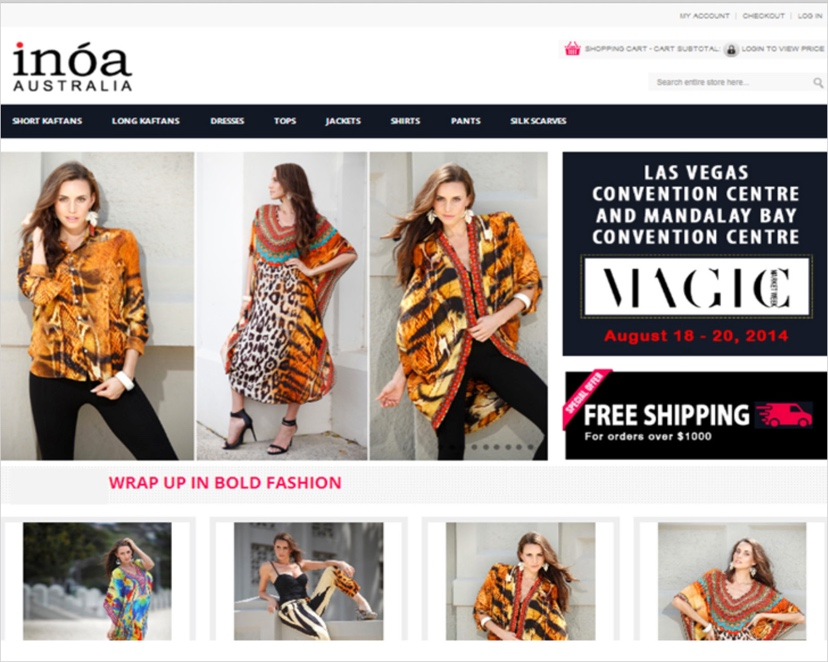 MY ACCOUNT | CHECKOUT | LOG IN
inóa
AUSTRALIA
SHOPPING CART - CART SUBTOTAL: LOGIN TO VIEW PRICE
Search entire store here...
SHORT KAFTANS LONG KAFTANS DRESSES TOPS JACKETS SHIRTS PANTS SILK SCARVES
LAS VEGAS
CONVENTION CENTRE
AND MANDALAY BAY
CONVENTION CENTRE
MAGIC
MARKET WEEK
August 18 - 20, 2014
SPECIAL OFFER
FREE SHIPPING
For orders over $1000
WRAP UP IN BOLD FASHION